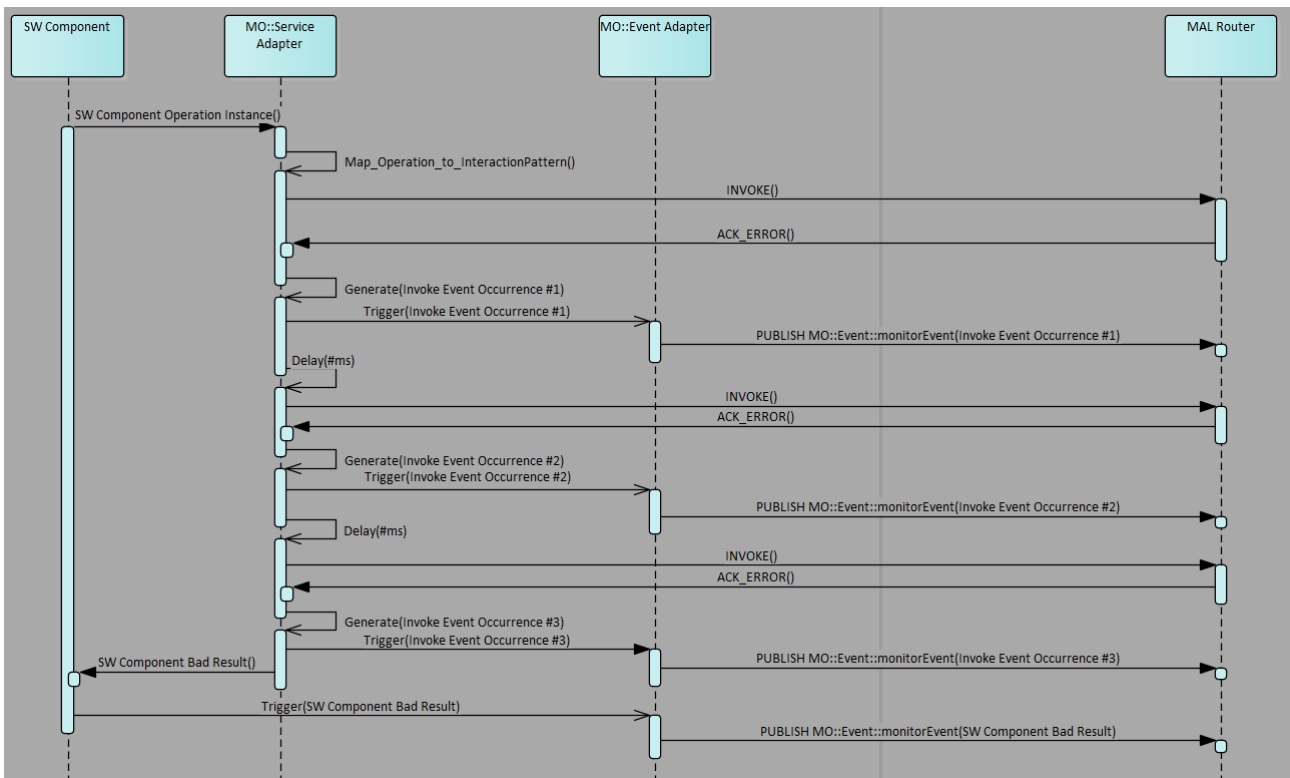 SW Component
MO::Service
Adapter
MO::Event Adapter
MAL Router
SW Component Operation Instance()
Map_Operation_to_InteractionPattern()
INVOKE()
ACK_ERROR()
Generate(Invoke Event Occurrence #1)
Trigger(Invoke Event Occurrence #1)
PUBLISH MO::Event::monitorEvent(Invoke Event Occurrence #1)
Delay(#ms)
INVOKE()
ACK_ERROR()
Generate(Invoke Event Occurrence #2)
Trigger(Invoke Event Occurrence #2)
PUBLISH MO::Event::monitorEvent(Invoke Event Occurrence #2)
Delay(#ms)
INVOKE()
ACK_ERROR()
Generate(Invoke Event Occurrence #3)
Trigger(Invoke Event Occurrence #3)
PUBLISH MO::Event::monitorEvent(Invoke Event Occurrence #3)
SW Component Bad Result()
Trigger(SW Component Bad Result)
PUBLISH MO::Event::monitorEvent(SW Component Bad Result)